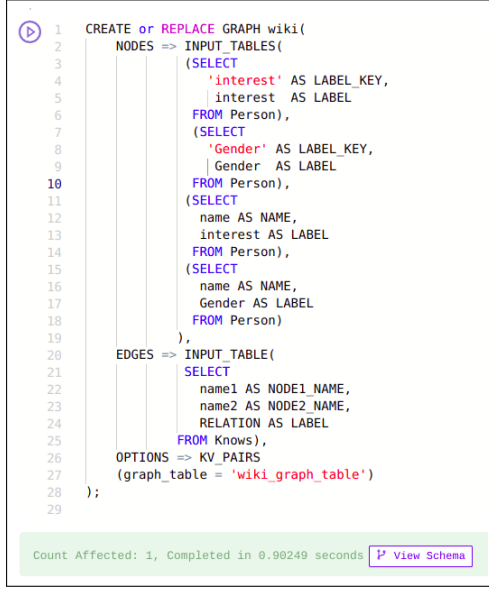 1 CREATE or REPLACE GRAPH wiki(
2 NODES => INPUT_TABLES(
3 (SELECT
4 'interest' AS LABEL_KEY,
5 interest AS LABEL
6 FROM Person),
7 (SELECT
8 'Gender' AS LABEL_KEY,
9 Gender AS LABEL
10 FROM Person),
11 (SELECT
12 name AS NAME,
13 interest AS LABEL
14 FROM Person),
15 (SELECT
16 name AS NAME,
17 Gender AS LABEL
18 FROM Person)
19 ),
20 EDGES => INPUT_TABLE(
21 SELECT
22 name1 AS NODE1_NAME,
23 name2 AS NODE2_NAME,
24 RELATION AS LABEL
25 FROM Knows),
26 OPTIONS => KV_PAIRS
27 (graph_table = 'wiki_graph_table')
28 );
29
Count Affected: 1, Completed in 0.90249 seconds View Schema